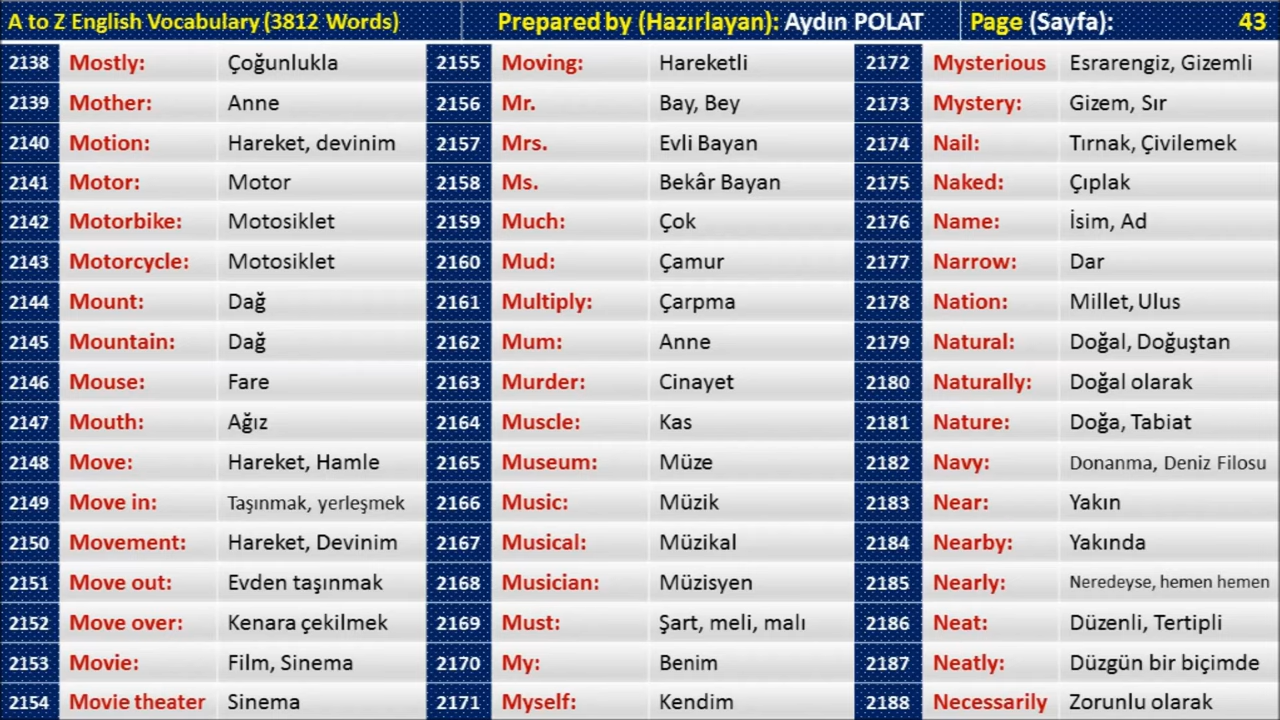 A to Z English Vocabulary (3812 Words) Prepared by (Hazırlayan): Aydın POLAT Page (Sayfa): 43
2138 Mostly: Çoğunlukla
2139 Mother: Anne
2140 Motion: Hareket, devinim
2141 Motor: Motor
2142 Motorbike: Motosiklet
2143 Motorcycle: Motosiklet
2144 Mount: Dağ
2145 Mountain: Dağ
2146 Mouse: Fare
2147 Mouth: Ağız
2148 Move: Hareket, Hamle
2149 Move in: Taşınmak, yerleşmek
2150 Movement: Hareket, Devinim
2151 Move out: Evden taşınmak
2152 Move over: Kenara çekilmek
2153 Movie: Film, Sinema
2154 Movie theater Sinema
2155 Moving: Hareketli
2156 Mr. Bay, Bey
2157 Mrs. Evli Bayan
2158 Ms. Bekâr Bayan
2159 Much: Çok
2160 Mud: Çamur
2161 Multiply: Çarpma
2162 Mum: Anne
2163 Murder: Cinayet
2164 Muscle: Kas
2165 Museum: Müze
2166 Music: Müzik
2167 Musical: Müzikal
2168 Musician: Müzisyen
2169 Must: Şart, meli, malı
2170 My: Benim
2171 Myself: Kendim
2172 Mysterious Esrarengiz, Gizemli
2173 Mystery: Gizem, Sır
2174 Nail: Tırnak, Çivilemek
2175 Naked: Çıplak
2176 Name: İsim, Ad
2177 Narrow: Dar
2178 Nation: Millet, Ulus
2179 Natural: Doğal, Doğuştan
2180 Naturally: Doğal olarak
2181 Nature: Doğa, Tabiat
2182 Navy: Donanma, Deniz Filosu
2183 Near: Yakın
2184 Nearby: Yakında
2185 Nearly: Neredeyse, hemen hemen
2186 Neat: Düzenli, Tertipli
2187 Neatly: Düzgün bir biçimde
2188 Necessarily Zorunlu olarak